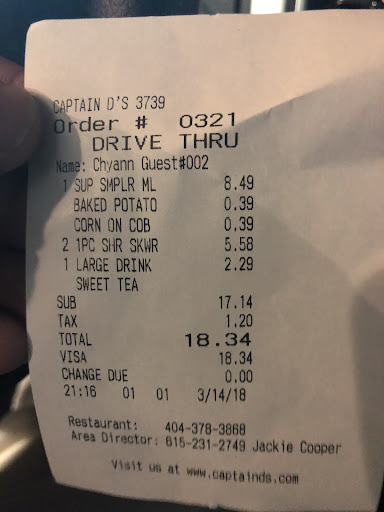 CAPTAIN D'S 3739
Order # 0321
DRIVE THRU
Name: Chyann Guest#002
1 SUP SMPLR ML 8.49
BAKED POTATO 0.39
CORN ON COB 0.39
2 1PC SHR SKWR 5.58
1 LARGE DRINK 2.29
SWEET TEA
SUB 17.14
TAX 1.20
TOTAL 18.34
VISA 18.34
CHANGE DUE 0.00
21:16 01 01 3/14/18
Restaurant: 404-378-3868
Area Director: 615-231-2749 Jackie Cooper
Visit us at www.captainds.com